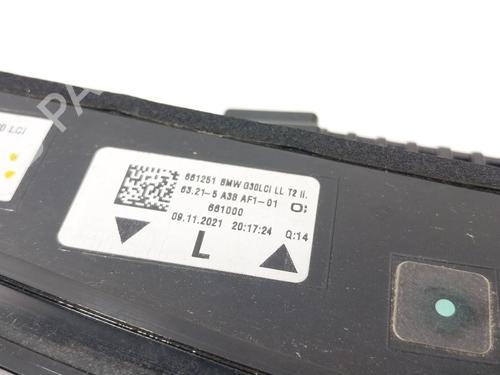 661251 BMW G30LCI LL T2 li.
63.21-5 A3B AF1-01 O;
661000
09.11.2021 20:17:24 Q:14
L
LCI